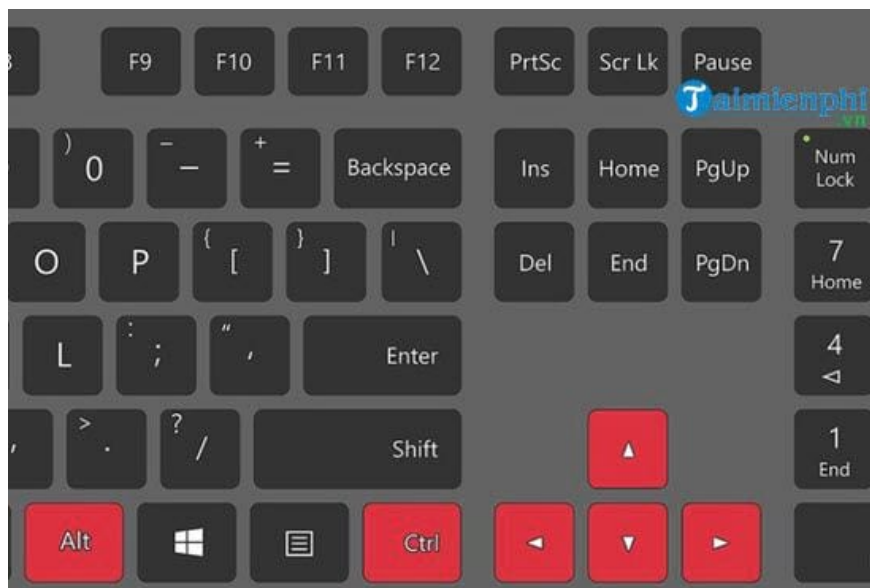 F9 F10 F11 F12 PrtSc Scr Lk Pause
Taimienphi
.vn
) 0 _ - + = Backspace Ins Home PgUp Num Lock
O P { [ } ] | \ Del End PgDn 7 Home
L : ; " ' Enter 4
> . ? / Shift 1 End
Alt Ctrl